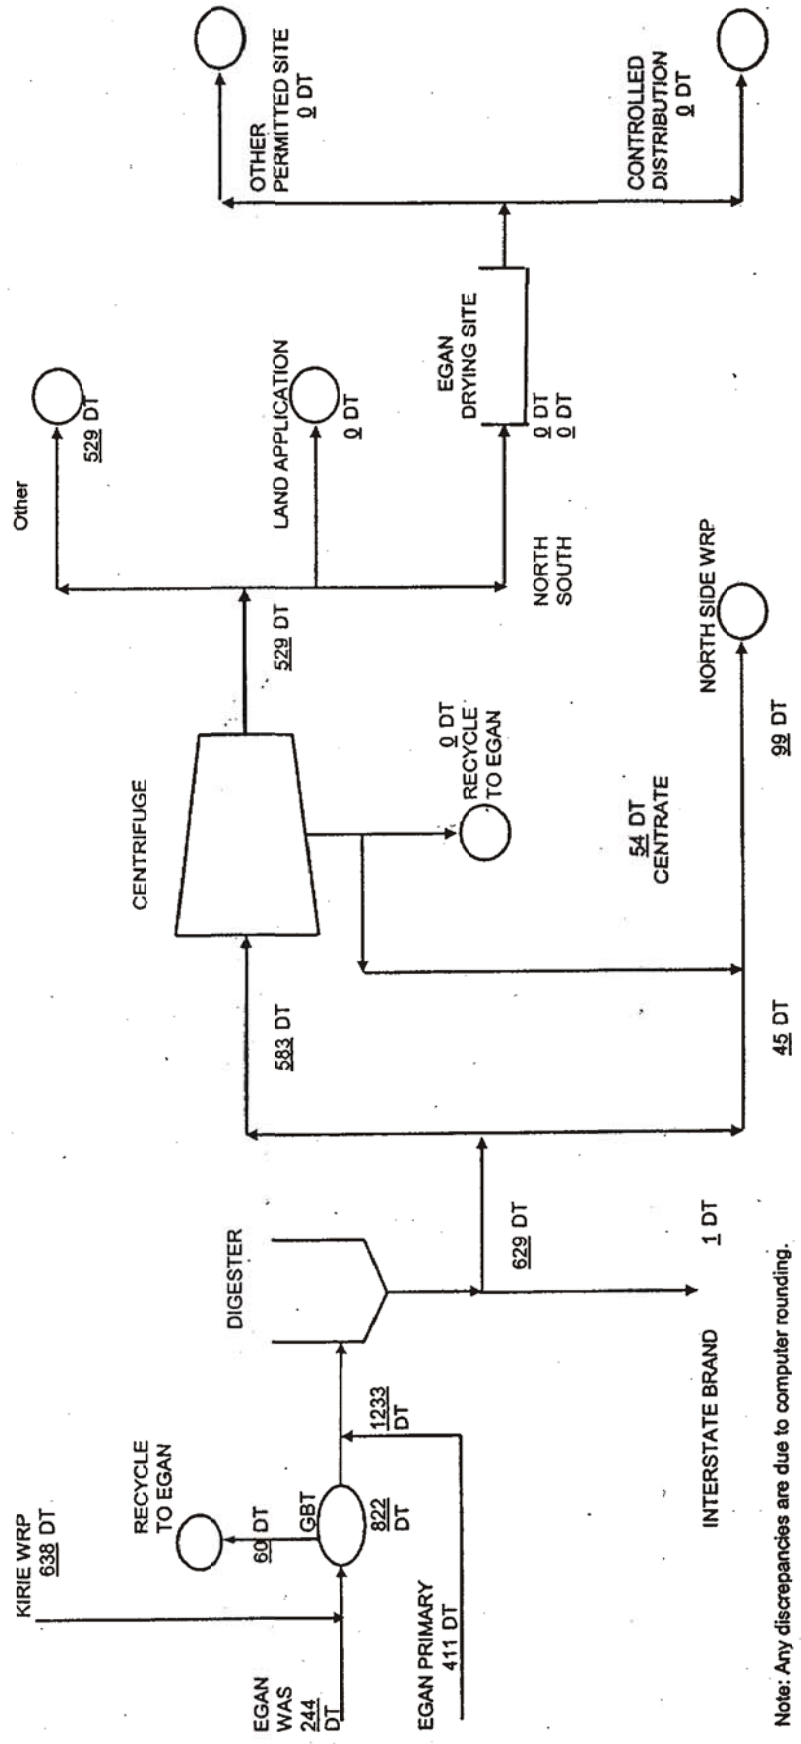 KIRIE WRP
638 DT
EGAN
WAS
244
DT
RECYCLE
TO EGAN
60 DT
GBT
822
DT
EGAN PRIMARY
411 DT
1233
DT
DIGESTER
INTERSTATE BRAND
1 DT
629 DT
583 DT
45 DT
CENTRIFUGE
0 DT
RECYCLE
TO EGAN
54 DT
CENTRATE
99 DT
NORTH SIDE WRP
529 DT
Other
529 DT
LAND APPLICATION
0 DT
NORTH
SOUTH
0 DT
0 DT
EGAN
DRYING SITE
OTHER
PERMITTED SITE
0 DT
CONTROLLED
DISTRIBUTION
0 DT
Note: Any discrepancies are due to computer rounding.